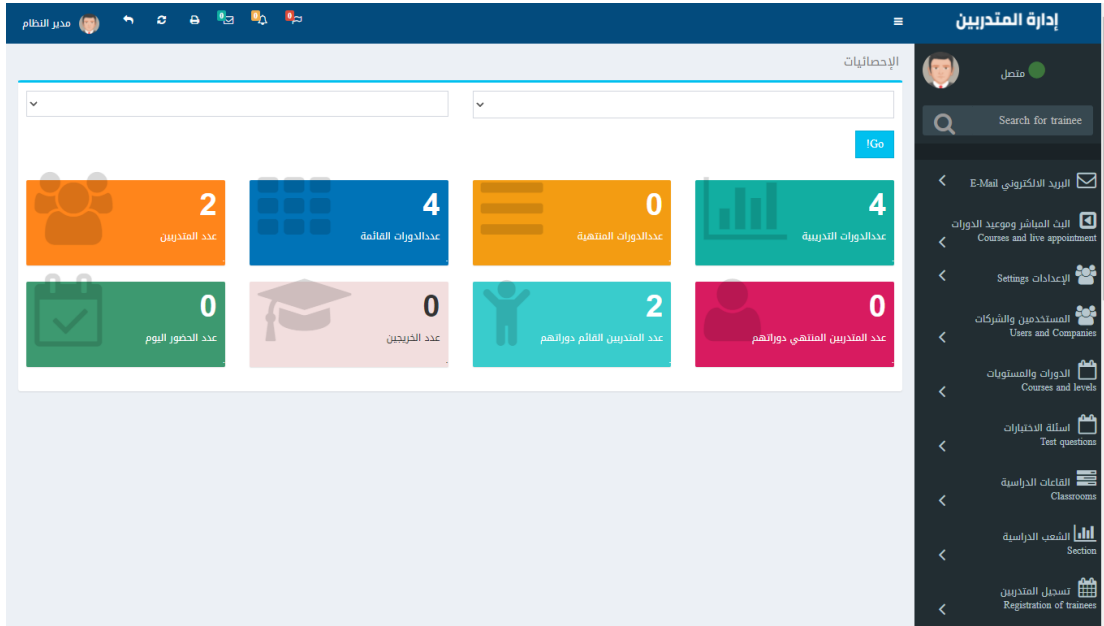 إدارة المتدربين
0
0
0
مدير النظام
متصل
Search for trainee
البريد الالكتروني E-Mail
البث المباشر وموعيد الدورات
Courses and live appointment
الإعدادات Settings
المستخدمين والشركات
Users and Companies
الدورات والمستويات
Courses and levels
اسئلة الاختبارات
Test questions
القاعات الدراسية
Classrooms
الشعب الدراسية
Section
تسجيل المتدربين
Registration of trainees
الإحصائيات
!Go
4
عددالدورات التدريبية
0
عددالدورات المنتهية
4
عددالدورات القائمة
2
عدد المتدربين
0
عدد المتدربين المنتهي دوراتهم
2
عدد المتدربين القائم دوراتهم
0
عدد الخريجين
0
عدد الحضور اليوم